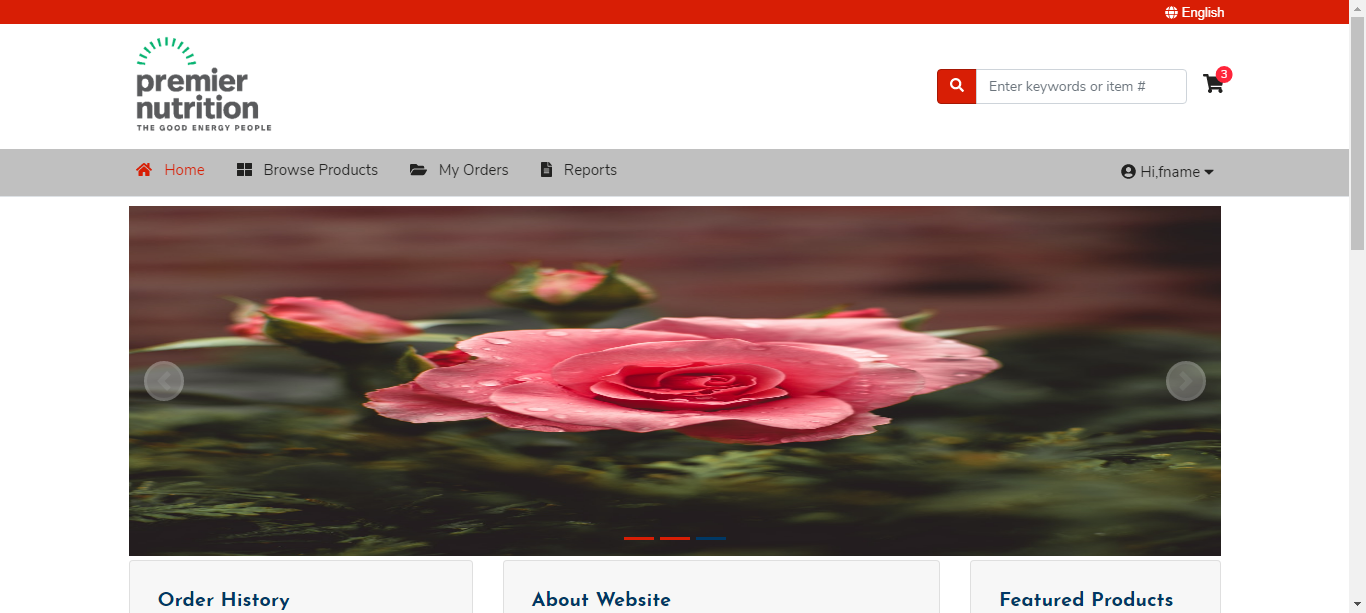 English
premier
nutrition
THE GOOD ENERGY PEOPLE
Enter keywords or item #
3
Home
Browse Products
My Orders
Reports
Hi,fname
Order History
About Website
Featured Products